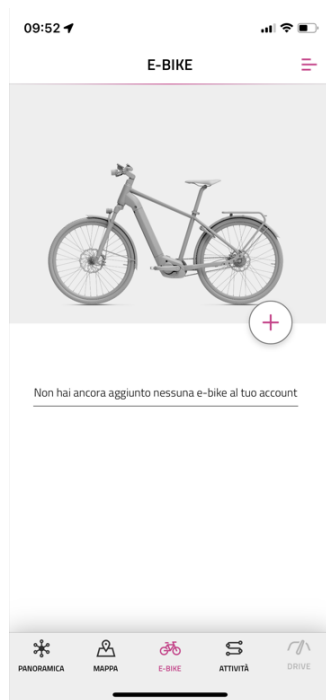 09:52
E-BIKE
Non hai ancora aggiunto nessuna e-bike al tuo account
PANORAMICA MAPPA E-BIKE ATTIVITÀ DRIVE